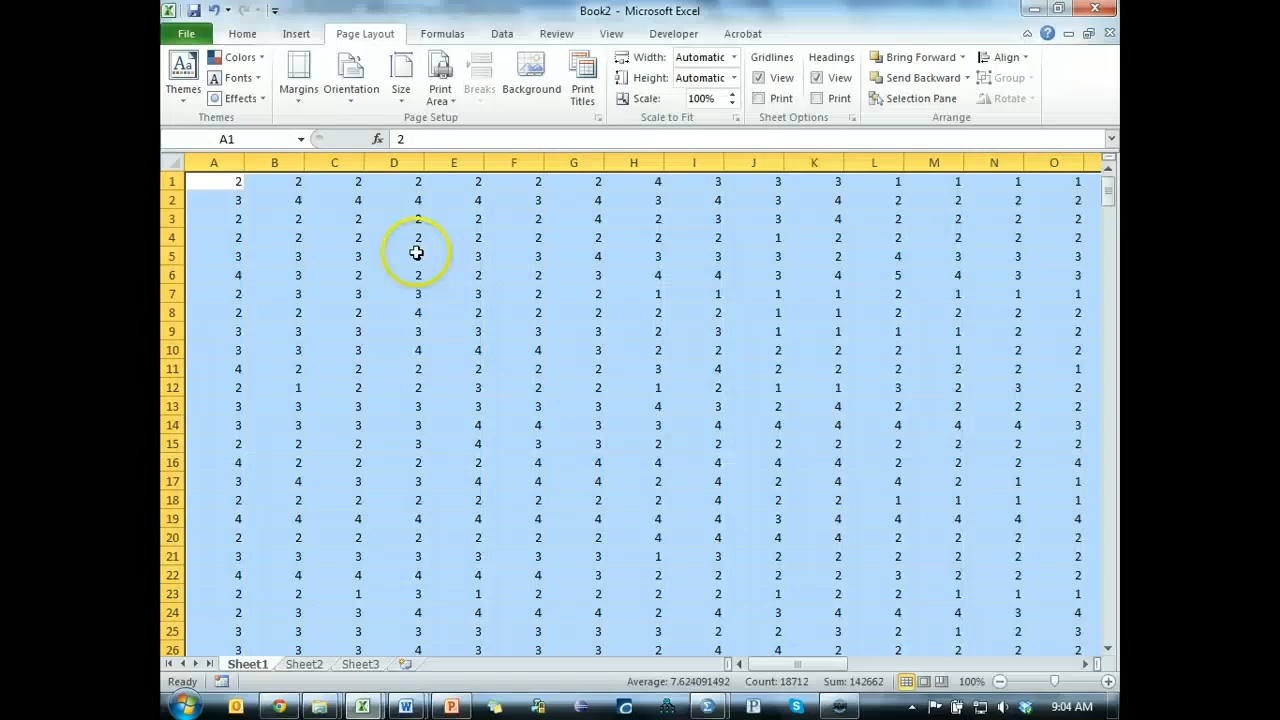 Book2 - Microsoft Excel
File Home Insert Page Layout Formulas Data Review View Developer Acrobat
Colors Width: Automatic Gridlines Headings Bring Forward Align
Fonts Height: Automatic View View Send Backward Group
Themes Margins Orientation Size Print Area Breaks Background Print Titles
Effects Scale: 100% Print Print Selection Pane Rotate
Themes Page Setup Scale to Fit Sheet Options Arrange
A1 fx 2
A B C D E F G H I J K L M N O
1 2 2 2 2 2 2 2 4 3 3 3 1 1 1 1
2 3 4 4 4 4 3 4 3 4 3 4 2 2 2 2
3 2 2 2 2 2 2 4 2 3 3 4 2 2 2 2
4 2 2 2 2 2 2 2 2 2 1 2 2 2 2 2
5 3 3 3 3 3 4 3 3 3 2 4 3 3 3
6 4 3 2 2 2 2 3 4 4 3 4 5 4 3 3
7 2 3 3 3 3 2 2 1 1 1 1 2 1 1 1
8 2 2 2 4 2 2 2 2 2 1 1 2 2 2 2
9 3 3 3 3 3 3 3 2 3 1 1 1 1 2 2
10 3 3 3 4 4 4 3 2 2 2 2 2 1 2 2
11 4 2 2 2 2 2 2 3 4 2 2 2 2 2 1
12 2 1 2 2 3 2 2 1 2 1 1 3 2 3 2
13 3 3 3 3 3 3 3 4 3 2 4 2 2 2 2
14 3 3 3 3 4 3 3 3 4 4 4 4 4 4 3
15 2 2 2 3 4 3 3 2 2 2 2 2 2 2 2
16 4 2 2 2 2 4 4 4 4 4 4 2 2 2 4
17 3 4 3 3 4 4 4 2 4 2 4 4 2 1 1
18 2 2 2 2 2 2 2 2 4 2 2 1 1 1 1
19 4 4 4 4 4 4 4 4 4 3 4 4 4 4 4
20 2 2 2 2 2 2 2 4 4 4 4 2 2 2 2
21 3 3 3 3 3 3 3 1 3 2 2 2 2 2 2
22 4 4 4 4 4 4 3 2 2 2 2 3 2 2 2
23 2 2 1 3 1 2 2 2 2 1 2 2 1 1 1
24 2 3 3 4 4 4 4 2 4 3 4 4 4 3 4
25 3 3 3 3 3 3 3 3 2 2 3 2 1 2 3
26 3 3 3 3 3 3 2 4 4 2 2 2 2 2
Sheet1 Sheet2 Sheet3
Ready Average: 7.624091492 Count: 18712 Sum: 142662 100%
9:04 AM